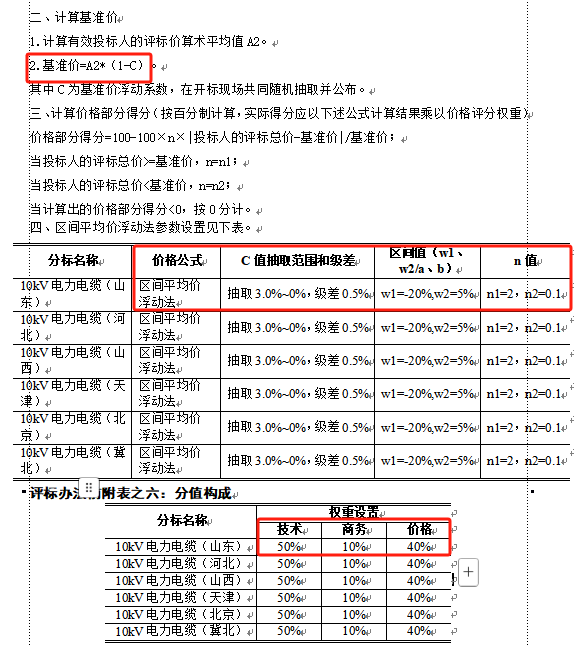 二、计算基准价
1.计算有效投标人的评标价算术平均值A2。
2.基准价=A2*（1-C）。
其中C为基准价浮动系数，在开标现场共同随机抽取并公布。
三、计算价格部分得分（按百分制计算，实际得分应以下述公式计算结果乘以价格评分权重）
价格部分得分=100-100×n×|投标人的评标总价-基准价|/基准价；
当投标人的评标总价>=基准价，n=n1；
当投标人的评标总价<基准价，n=n2；
当计算出的价格部分得分<0，按0分计。
四、区间平均价浮动法参数设置见下表。
分标名称 价格公式 C值抽取范围和级差 区间值（w1、w2/a、b） n值
10kV电力电缆（山东） 区间平均价浮动法 抽取3.0%~0%，级差0.5% w1=-20%,w2=5% n1=2，n2=0.1
10kV电力电缆（河北） 区间平均价浮动法 抽取3.0%~0%，级差0.5% w1=-20%,w2=5% n1=2，n2=0.1
10kV电力电缆（山西） 区间平均价浮动法 抽取3.0%~0%，级差0.5% w1=-20%,w2=5% n1=2，n2=0.1
10kV电力电缆（天津） 区间平均价浮动法 抽取3.0%~0%，级差0.5% w1=-20%,w2=5% n1=2，n2=0.1
10kV电力电缆（北京） 区间平均价浮动法 抽取3.0%~0%，级差0.5% w1=-20%,w2=5% n1=2，n2=0.1
10kV电力电缆（冀北） 区间平均价浮动法 抽取3.0%~0%，级差0.5% w1=-20%,w2=5% n1=2，n2=0.1
评标办法 附表之六：分值构成
分标名称 权重设置
技术 商务 价格
10kV电力电缆（山东） 50% 10% 40%
10kV电力电缆（河北） 50% 10% 40%
10kV电力电缆（山西） 50% 10% 40%
10kV电力电缆（天津） 50% 10% 40%
10kV电力电缆（北京） 50% 10% 40%
10kV电力电缆（冀北） 50% 10% 40%